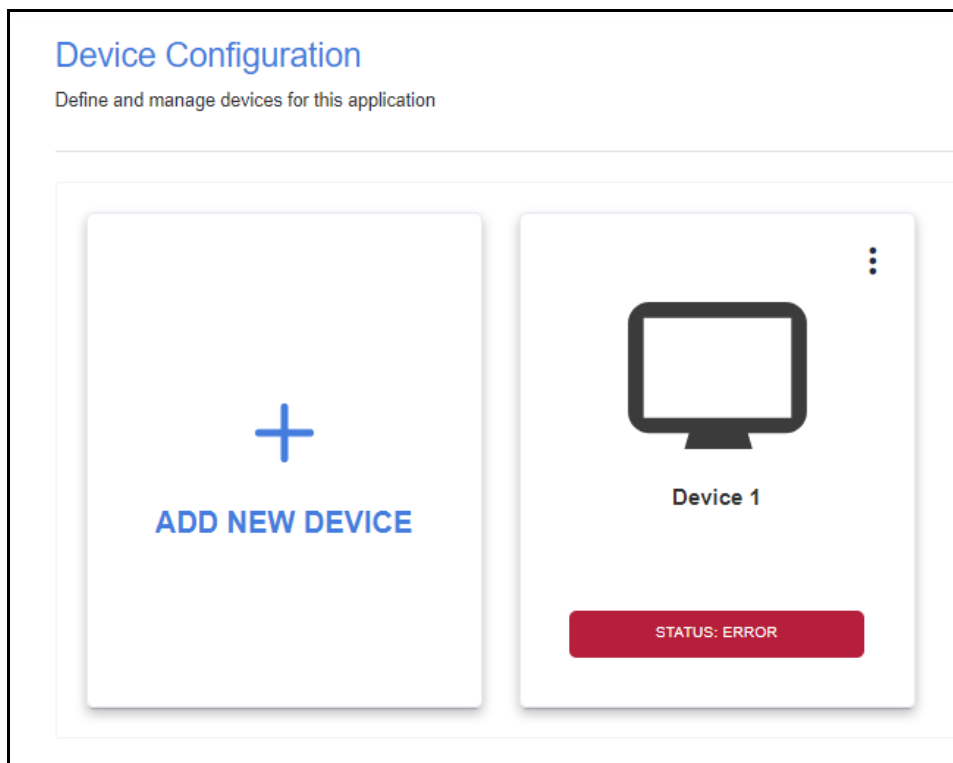 Device Configuration
Define and manage devices for this application
ADD NEW DEVICE
Device 1
STATUS: ERROR